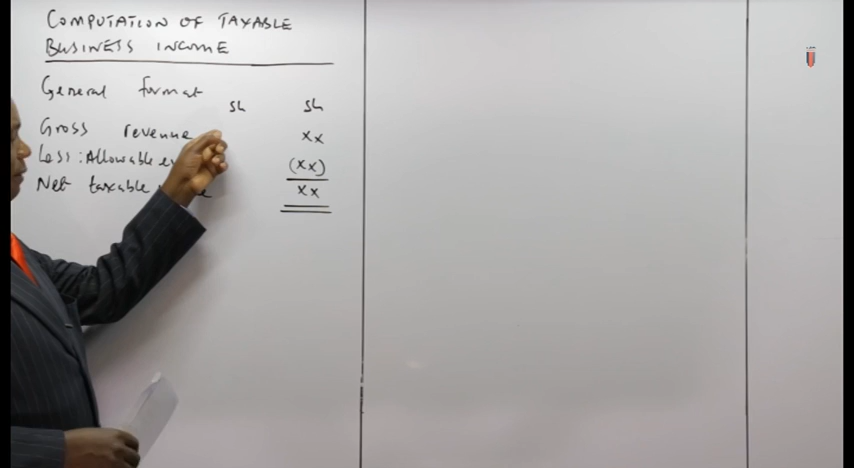 COMPUTATION OF TAXABLE
BUSINESS INCOME
General format
sh sh
Gross revenue xx
Less: Allowable (xx)
Net taxable xx